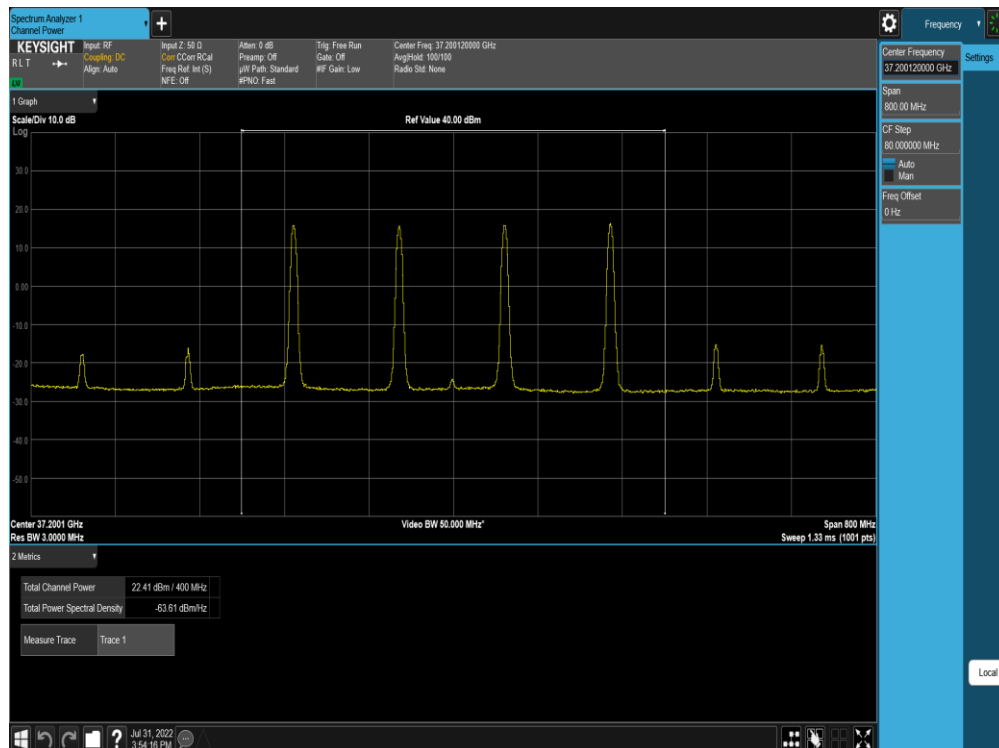 Spectrum Analyzer 1
Channel Power
+
Frequency
KEYSIGHT
RLT
LXI
Input: RF
Coupling: DC
Align: Auto
Input Z: 50 Ω
Corr CCorr RCal
Freq Ref: Int (S)
NFE: Off
Atten: 0 dB
Preamp: Off
µW Path: Standard
#PNO: Fast
Trig: Free Run
Gate: Off
#IF Gain: Low
Center Freq: 37.200120000 GHz
Avg|Hold: 100/100
Radio Std: None
Center Frequency
37.200120000 GHz
Settings
Span
800.00 MHz
CF Step
80.000000 MHz
Auto
Man
Freq Offset
0 Hz
1 Graph
Scale/Div 10.0 dB
Ref Value 40.00 dBm
Log
30.0
20.0
10.0
0.00
-10.0
-20.0
-30.0
-40.0
-50.0
Center 37.2001 GHz
Video BW 50.000 MHz*
Span 800 MHz
Res BW 3.0000 MHz
Sweep 1.33 ms (1001 pts)
2 Metrics
Total Channel Power 22.41 dBm / 400 MHz
Total Power Spectral Density -63.61 dBm/Hz
Measure Trace Trace 1
Local
?
Jul 31, 2022
3:54:16 PM